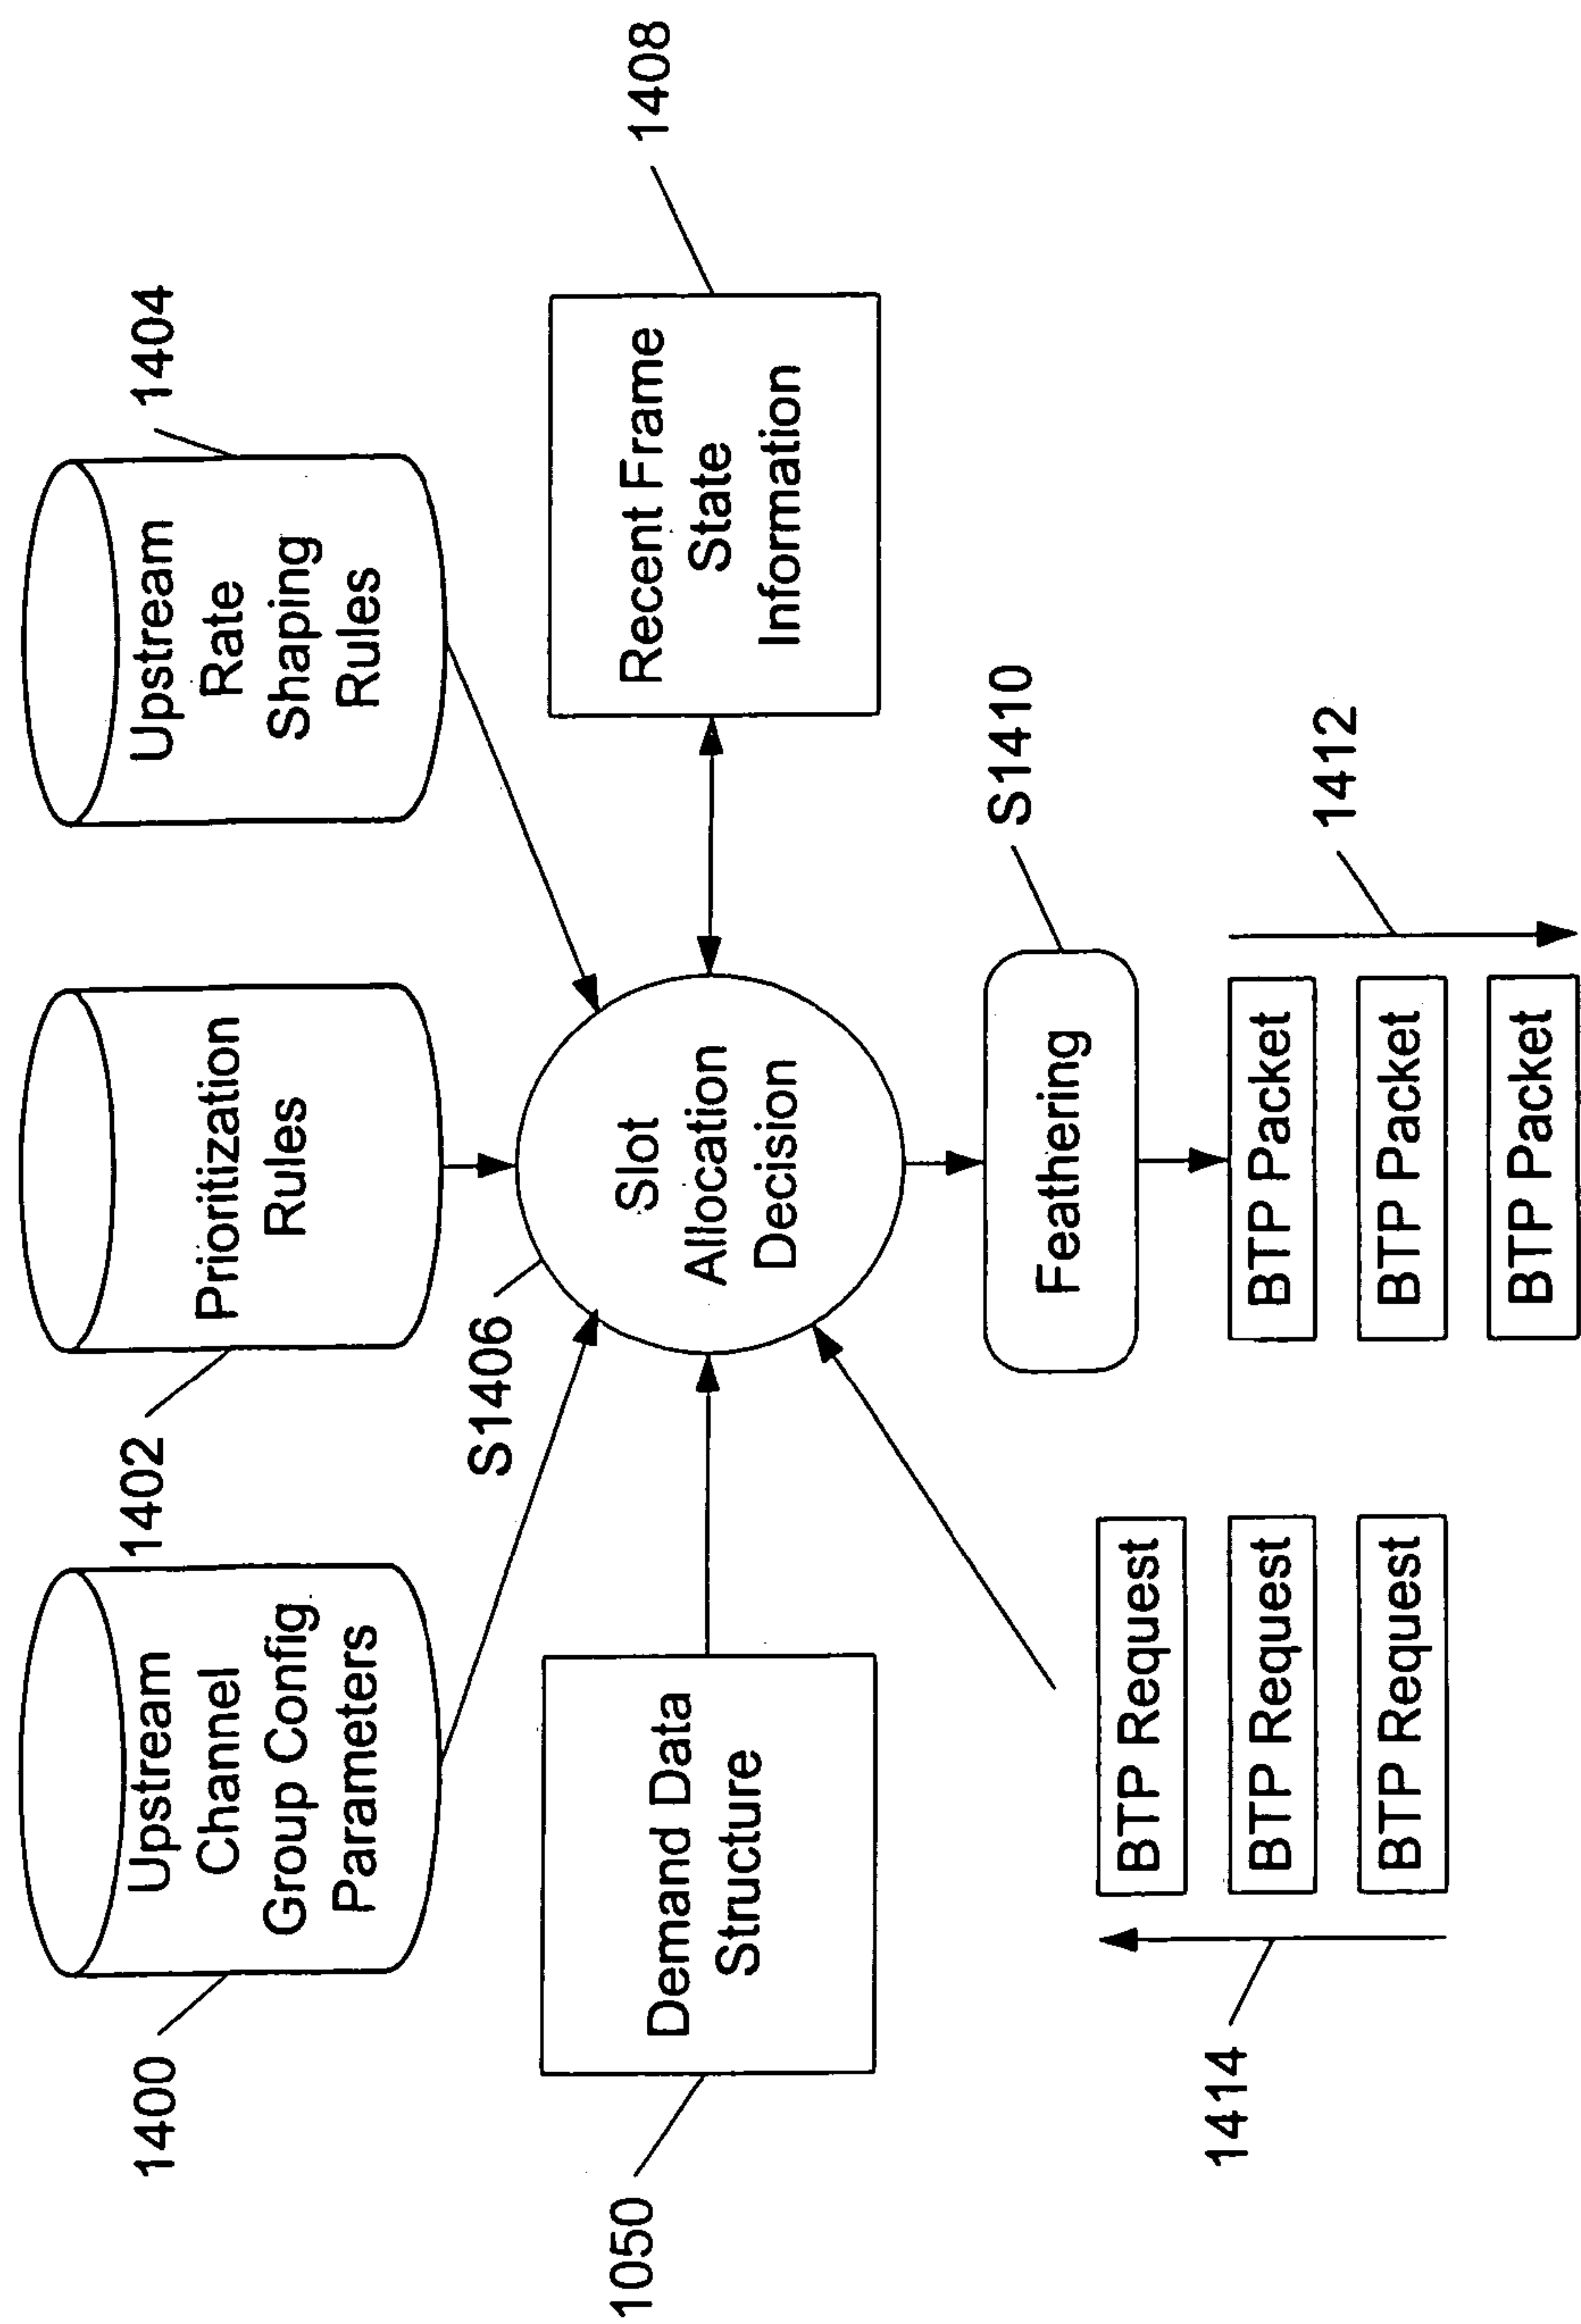 1400
Upstream
Channel
Group Config
Parameters
1402
Prioritization
Rules
Upstream
Rate
Shaping
Rules
1404
1050
Demand Data
Structure
S1406
Slot
Allocation
Decision
Recent Frame
State
Information
1408
Feathering
S1410
1414
BTP Request
BTP Request
BTP Request
BTP Packet
BTP Packet
BTP Packet
1412